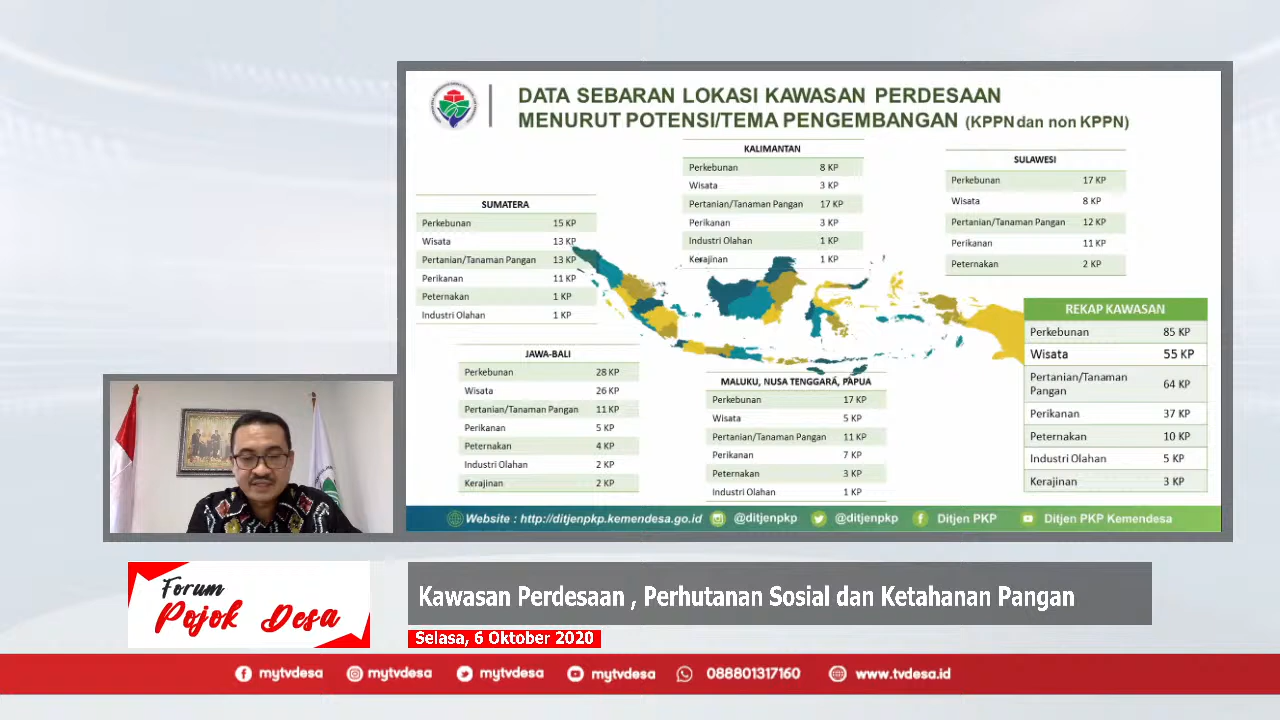 DATA SEBARAN LOKASI KAWASAN PERDESAAN
MENURUT POTENSI/TEMA PENGEMBANGAN (KPPN dan non KPPN)
SUMATERA
Perkebunan 15 KP
Wisata 13 KP
Pertanian/Tanaman Pangan 13 KP
Perikanan 11 KP
Peternakan 1 KP
Industri Olahan 1 KP
KALIMANTAN
Perkebunan 8 KP
Wisata 3 KP
Pertanian/Tanaman Pangan 17 KP
Perikanan 3 KP
Industri Olahan 1 KP
Kerajinan 1 KP
SULAWESI
Perkebunan 17 KP
Wisata 8 KP
Pertanian/Tanaman Pangan 12 KP
Perikanan 11 KP
Peternakan 2 KP
JAWA-BALI
Perkebunan 28 KP
Wisata 26 KP
Pertanian/Tanaman Pangan 11 KP
Perikanan 5 KP
Peternakan 4 KP
Industri Olahan 2 KP
Kerajinan 2 KP
MALUKU, NUSA TENGGARA, PAPUA
Perkebunan 17 KP
Wisata 5 KP
Pertanian/Tanaman Pangan 11 KP
Perikanan 7 KP
Peternakan 3 KP
Industri Olahan 1 KP
REKAP KAWASAN
Perkebunan 85 KP
Wisata 55 KP
Pertanian/Tanaman
Pangan 64 KP
Perikanan 37 KP
Peternakan 10 KP
Industri Olahan 5 KP
Kerajinan 3 KP
Website : http://ditjenpkp.kemendesa.go.id @ditjenpkp @ditjenpkp Ditjen PKP Ditjen PKP Kemendesa
Forum
Pojok Desa
Kawasan Perdesaan , Perhutanan Sosial dan Ketahanan Pangan
Selasa, 6 Oktober 2020
mytvdesa mytvdesa mytvdesa mytvdesa 088801317160 www.tvdesa.id